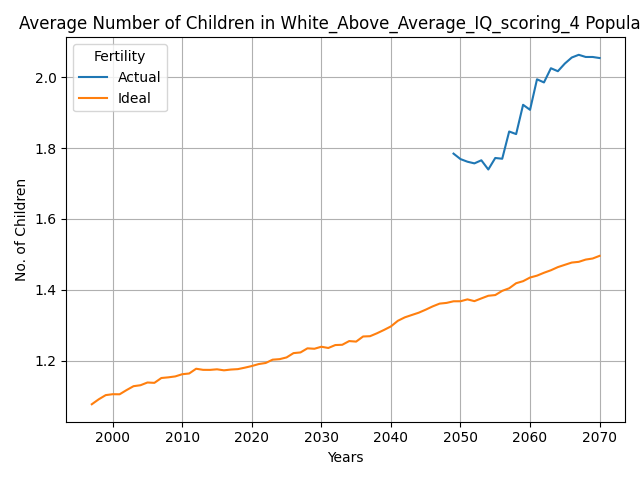 Average Number of Children in White_Above_Average_IQ_scoring_4 Popula
Fertility
Actual
Ideal
2.0
1.8
1.6
1.4
1.2
No. of Children
2000 2010 2020 2030 2040 2050 2060 2070
Years